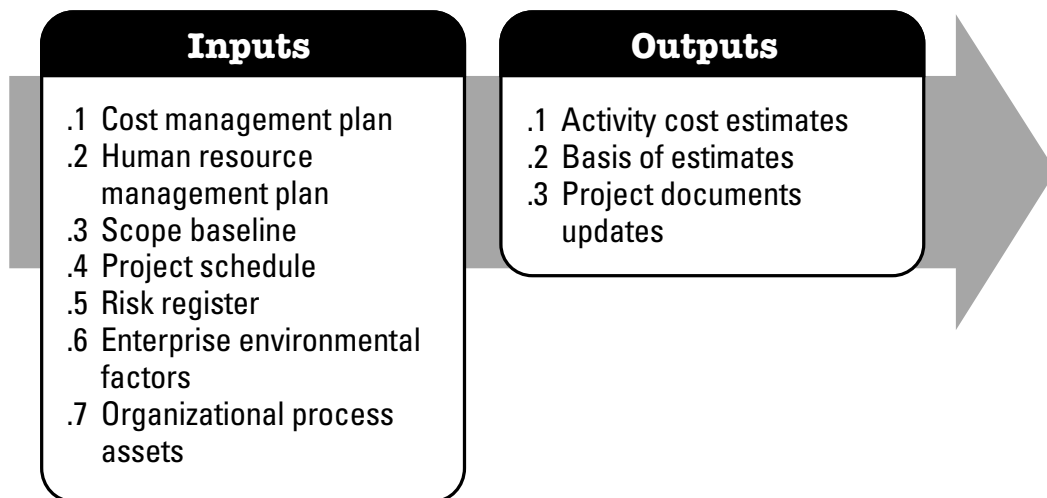 Inputs
.1 Cost management plan
.2 Human resource
management plan
.3 Scope baseline
.4 Project schedule
.5 Risk register
.6 Enterprise environmental
factors
.7 Organizational process
assets
Outputs
.1 Activity cost estimates
.2 Basis of estimates
.3 Project documents
updates